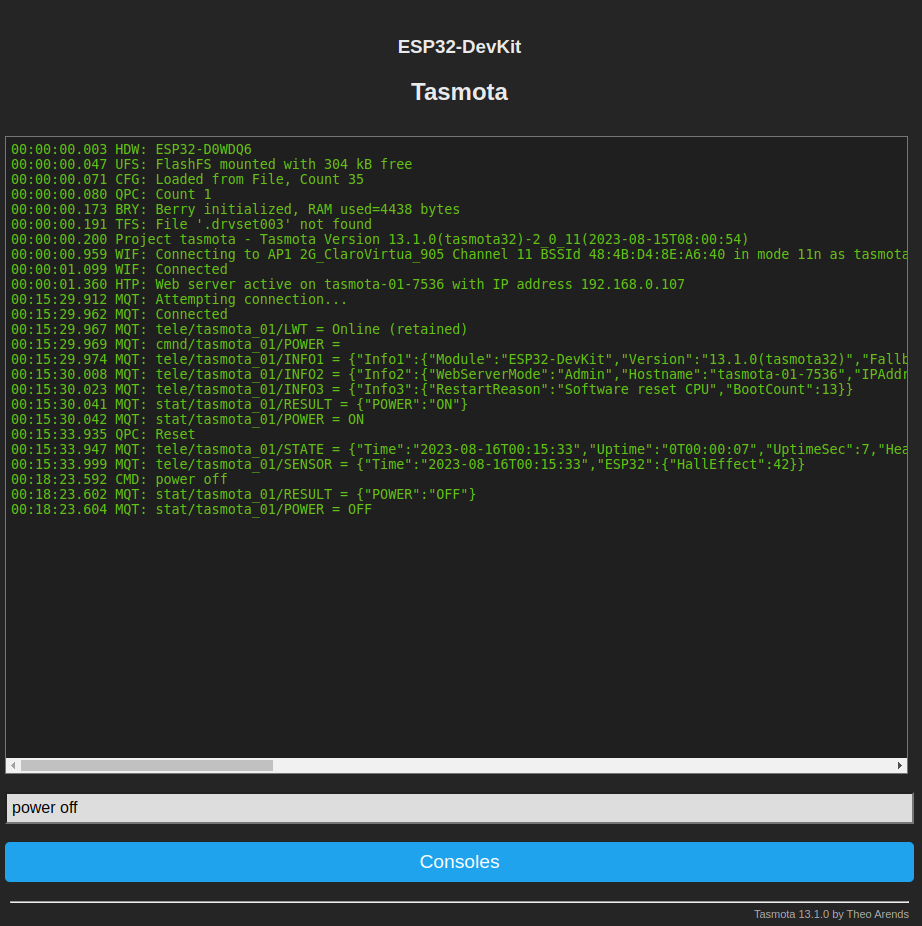 ESP32-DevKit
Tasmota
00:00:00.003 HDW: ESP32-D0WDQ6
00:00:00.047 UFS: FlashFS mounted with 304 kB free
00:00:00.071 CFG: Loaded from File, Count 35
00:00:00.080 QPC: Count 1
00:00:00.173 BRY: Berry initialized, RAM used=4438 bytes
00:00:00.191 TFS: File '.drvset003' not found
00:00:00.200 Project tasmota - Tasmota Version 13.1.0(tasmota32)-2_0_11(2023-08-15T08:00:54)
00:00:00.959 WIF: Connecting to AP1 2G_ClaroVirtua_905 Channel 11 BSSId 48:4B:D4:8E:A6:40 in mode 11n as tasmota
00:00:01.099 WIF: Connected
00:00:01.360 HTP: Web server active on tasmota-01-7536 with IP address 192.168.0.107
00:15:29.912 MQT: Attempting connection...
00:15:29.962 MQT: Connected
00:15:29.967 MQT: tele/tasmota_01/LWT = Online (retained)
00:15:29.969 MQT: cmnd/tasmota_01/POWER =
00:15:29.974 MQT: tele/tasmota_01/INFO1 = {"Info1":{"Module":"ESP32-DevKit","Version":"13.1.0(tasmota32)","Fallb
00:15:30.008 MQT: tele/tasmota_01/INFO2 = {"Info2":{"WebServerMode":"Admin","Hostname":"tasmota-01-7536","IPAddr
00:15:30.023 MQT: tele/tasmota_01/INFO3 = {"Info3":{"RestartReason":"Software reset CPU","BootCount":13}}
00:15:30.041 MQT: stat/tasmota_01/RESULT = {"POWER":"ON"}
00:15:30.042 MQT: stat/tasmota_01/POWER = ON
00:15:33.935 QPC: Reset
00:15:33.947 MQT: tele/tasmota_01/STATE = {"Time":"2023-08-16T00:15:33","Uptime":"0T00:00:07","UptimeSec":7,"Hea
00:15:33.999 MQT: tele/tasmota_01/SENSOR = {"Time":"2023-08-16T00:15:33","ESP32":{"HallEffect":42}}
00:18:23.592 CMD: power off
00:18:23.602 MQT: stat/tasmota_01/RESULT = {"POWER":"OFF"}
00:18:23.604 MQT: stat/tasmota_01/POWER = OFF
power off
Consoles
Tasmota 13.1.0 by Theo Arends